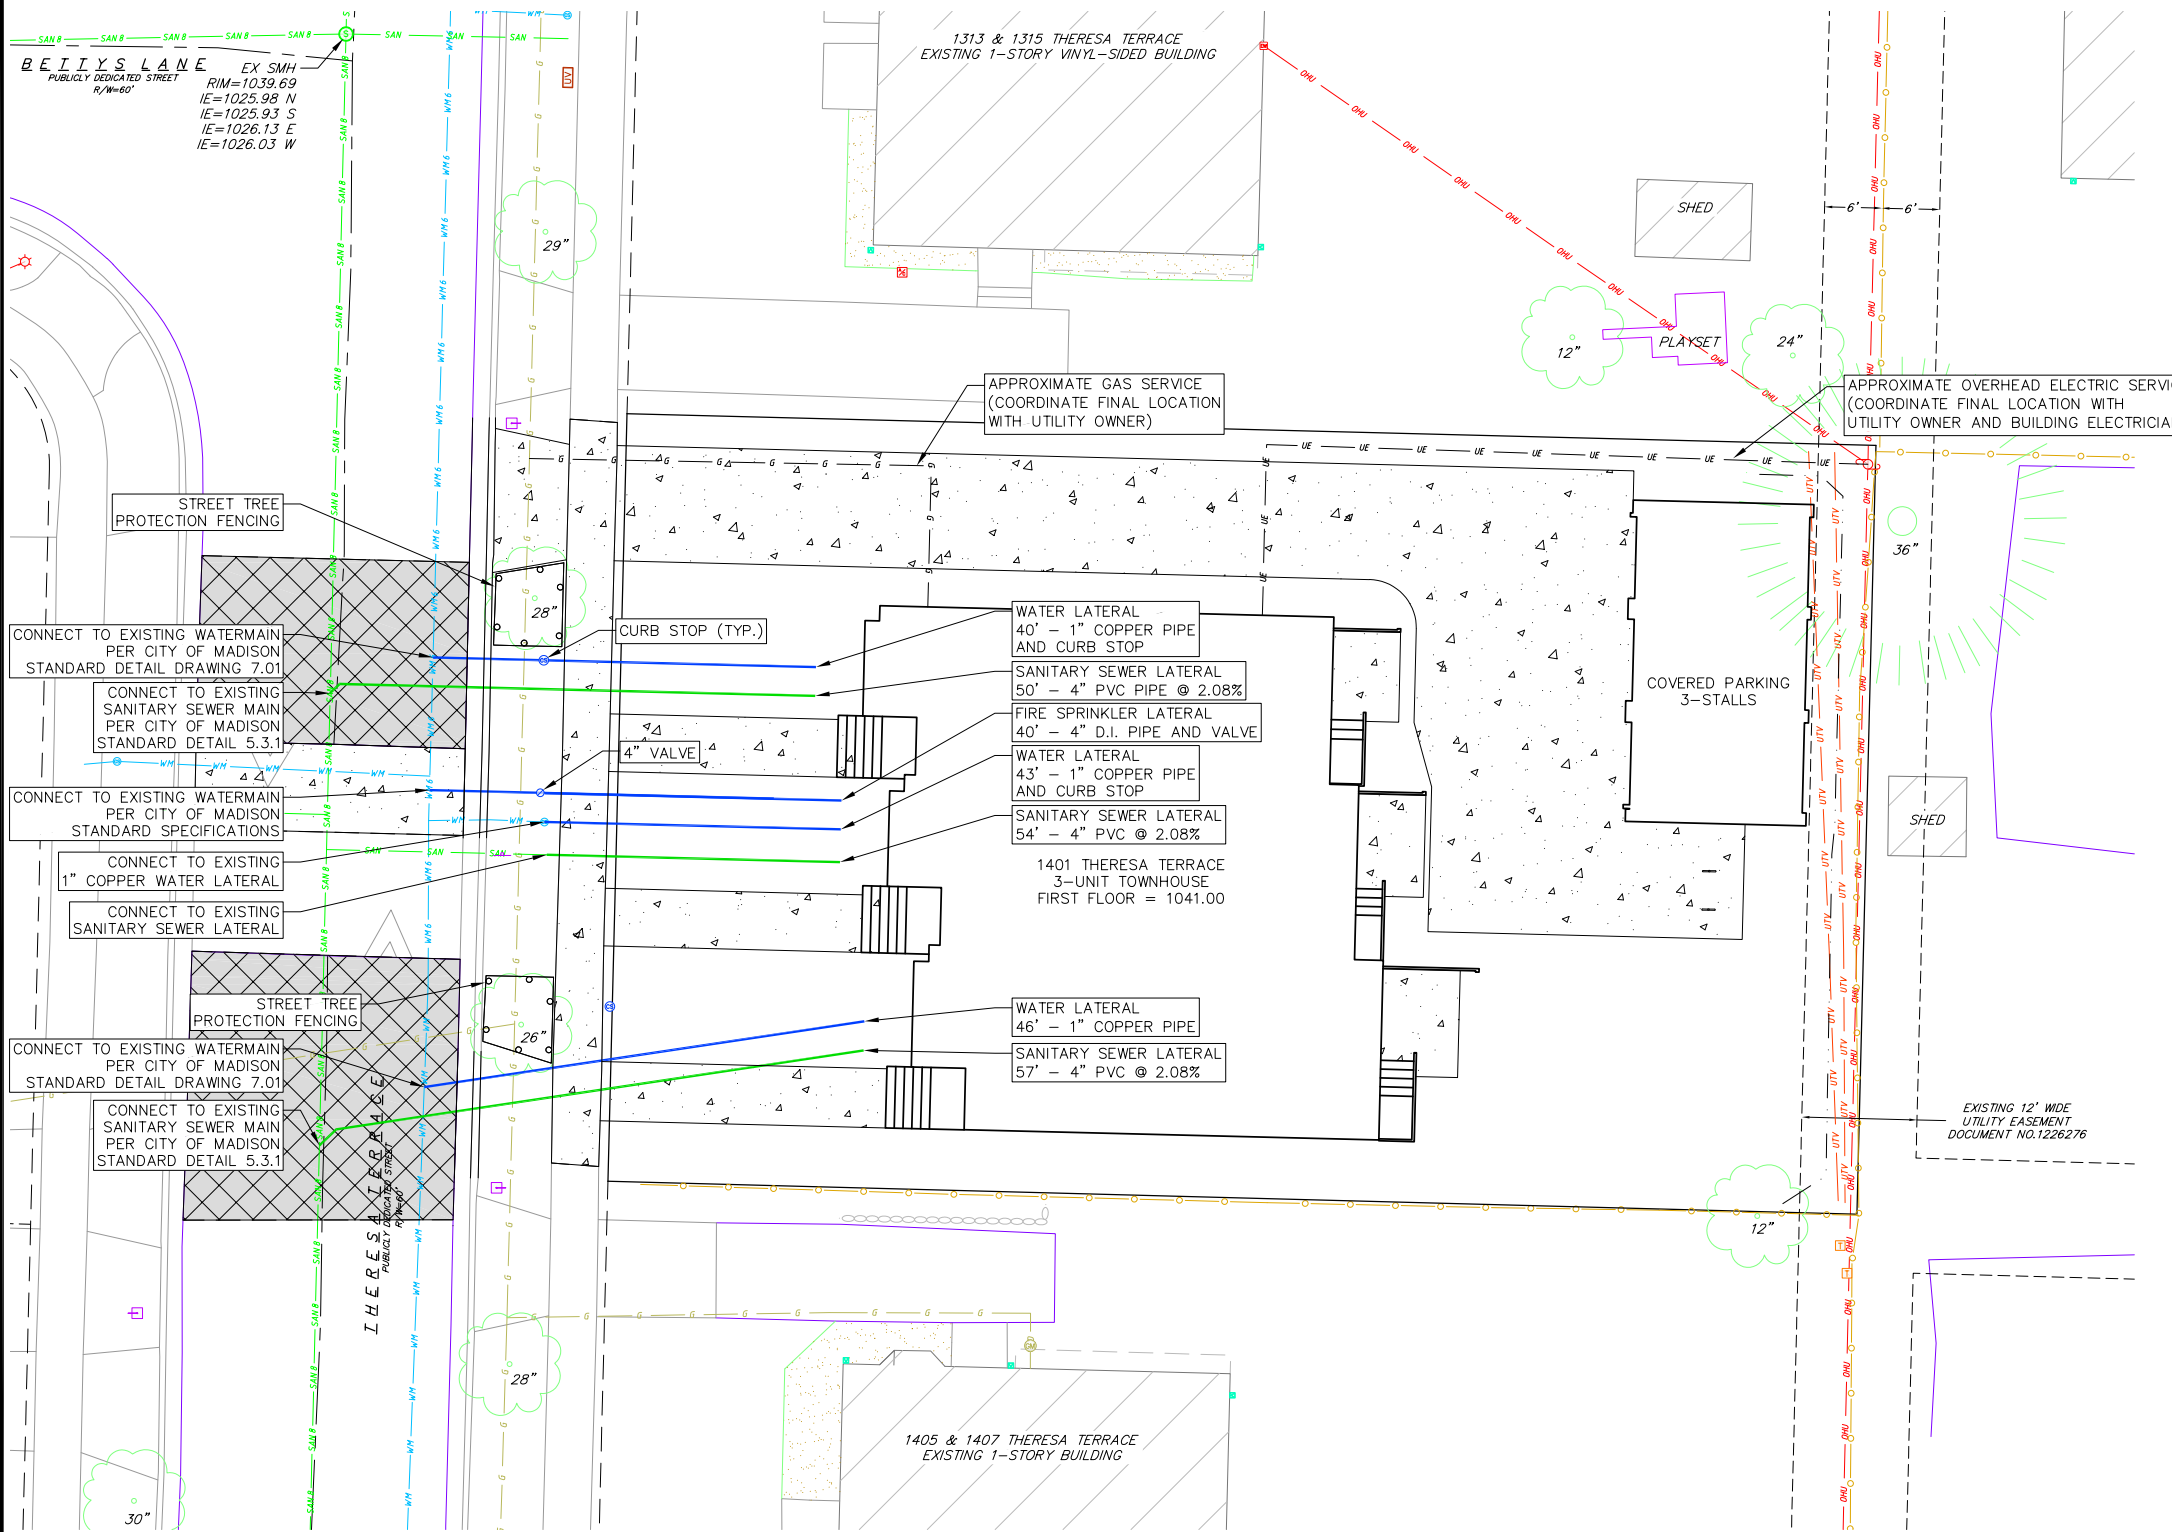 BETTYS LANE
PUBLICLY DEDICATED STREET
R/W=60'
EX SMH
RIM=1039.69
IE=1025.98 N
IE=1025.93 S
IE=1026.13 E
IE=1026.03 W
1313 & 1315 THERESA TERRACE
EXISTING 1-STORY VINYL-SIDED BUILDING
UV
SHED
6'
6'
29"
12"
PLAYSET
24"
APPROXIMATE GAS SERVICE
(COORDINATE FINAL LOCATION
WITH UTILITY OWNER)
APPROXIMATE OVERHEAD ELECTRIC SERVI
(COORDINATE FINAL LOCATION WITH
UTILITY OWNER AND BUILDING ELECTRICIA
STREET TREE
PROTECTION FENCING
36"
28"
CURB STOP (TYP.)
CONNECT TO EXISTING WATERMAIN
PER CITY OF MADISON
STANDARD DETAIL DRAWING 7.01
CONNECT TO EXISTING
SANITARY SEWER MAIN
PER CITY OF MADISON
STANDARD DETAIL 5.3.1
WATER LATERAL
40' - 1" COPPER PIPE
AND CURB STOP
SANITARY SEWER LATERAL
50' - 4" PVC PIPE @ 2.08%
FIRE SPRINKLER LATERAL
40' - 4" D.I. PIPE AND VALVE
4" VALVE
WATER LATERAL
43' - 1" COPPER PIPE
AND CURB STOP
SANITARY SEWER LATERAL
54' - 4" PVC @ 2.08%
COVERED PARKING
3-STALLS
CONNECT TO EXISTING WATERMAIN
PER CITY OF MADISON
STANDARD SPECIFICATIONS
CONNECT TO EXISTING
1" COPPER WATER LATERAL
CONNECT TO EXISTING
SANITARY SEWER LATERAL
1401 THERESA TERRACE
3-UNIT TOWNHOUSE
FIRST FLOOR = 1041.00
SHED
STREET TREE
PROTECTION FENCING
26"
WATER LATERAL
46' - 1" COPPER PIPE
SANITARY SEWER LATERAL
57' - 4" PVC @ 2.08%
CONNECT TO EXISTING WATERMAIN
PER CITY OF MADISON
STANDARD DETAIL DRAWING 7.01
CONNECT TO EXISTING
SANITARY SEWER MAIN
PER CITY OF MADISON
STANDARD DETAIL 5.3.1
THERESA TERRACE
PUBLICLY DEDICATED STREET
R/W=60'
EXISTING 12' WIDE
UTILITY EASEMENT
DOCUMENT NO.1226276
12"
28"
GM
1405 & 1407 THERESA TERRACE
EXISTING 1-STORY BUILDING
30"